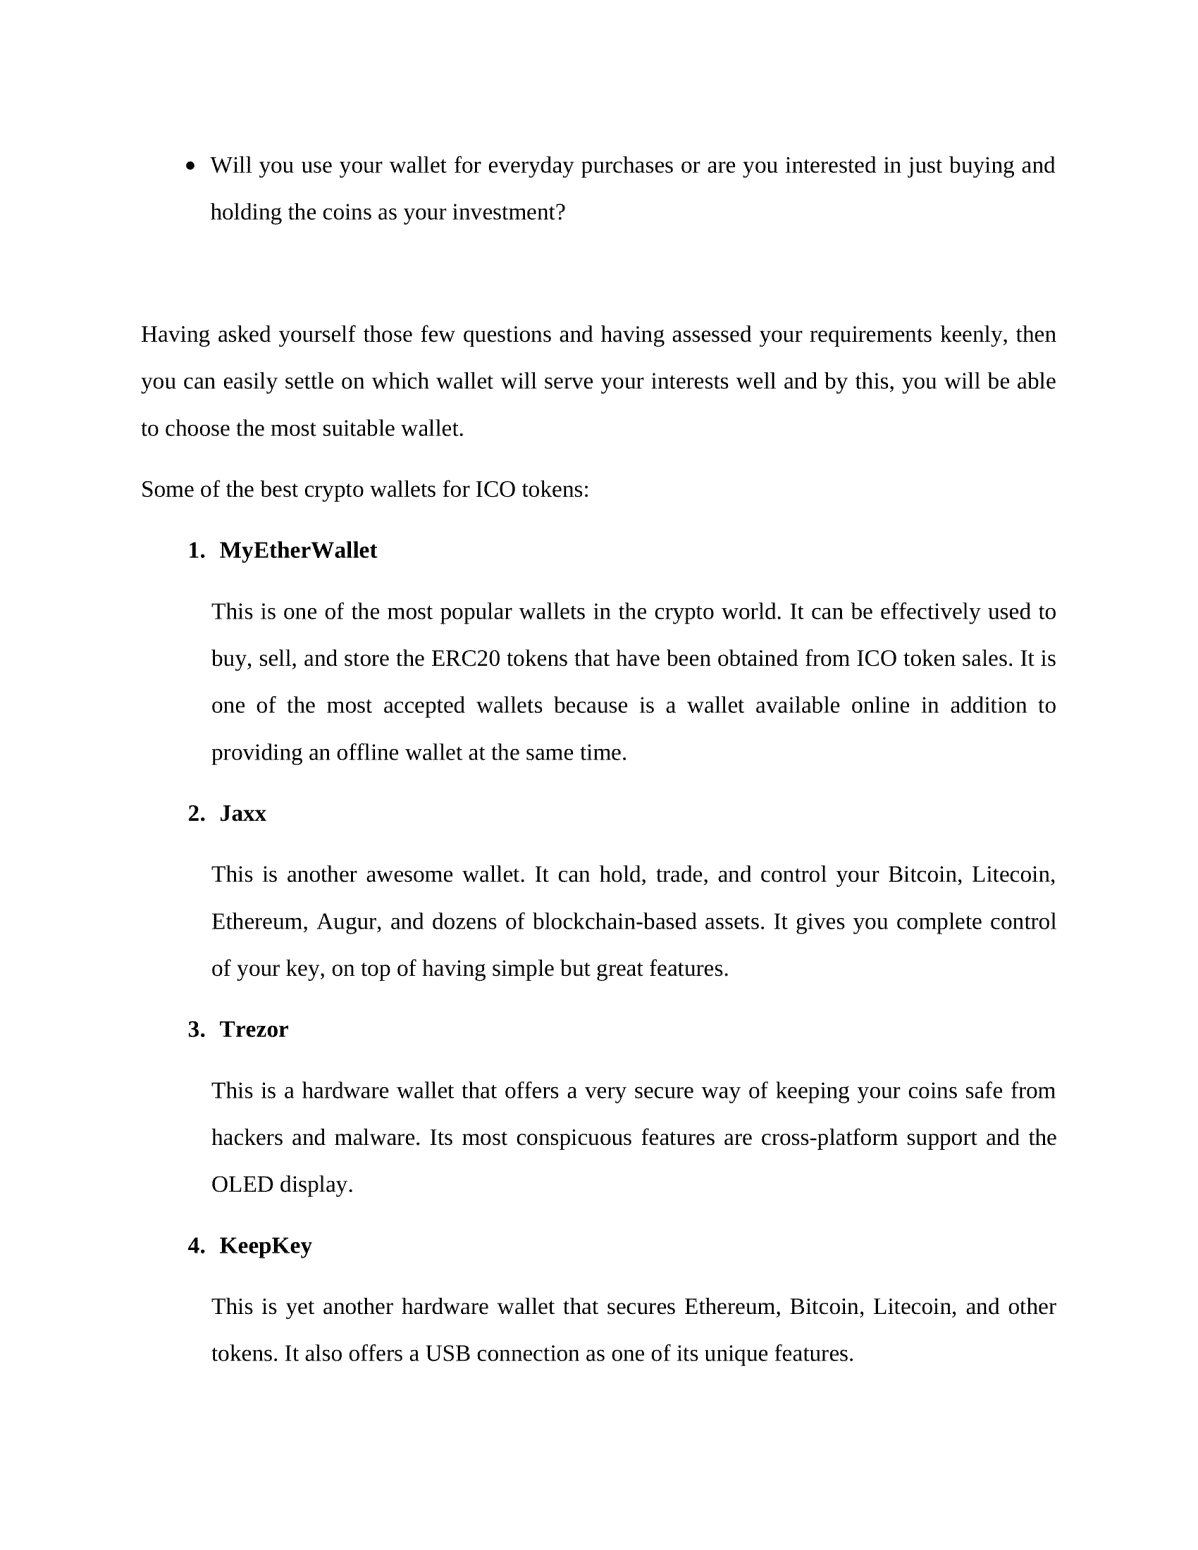 • Will you use your wallet for everyday purchases or are you interested in just buying and
holding the coins as your investment?
Having asked yourself those few questions and having assessed your requirements keenly, then
you can easily settle on which wallet will serve your interests well and by this, you will be able
to choose the most suitable wallet.
Some of the best crypto wallets for ICO tokens:
1. MyEtherWallet
This is one of the most popular wallets in the crypto world. It can be effectively used to
buy, sell, and store the ERC20 tokens that have been obtained from ICO token sales. It is
one of the most accepted wallets because is a wallet available online in addition to
providing an offline wallet at the same time.
2. Jaxx
This is another awesome wallet. It can hold, trade, and control your Bitcoin, Litecoin,
Ethereum, Augur, and dozens of blockchain-based assets. It gives you complete control
of your key, on top of having simple but great features.
3. Trezor
This is a hardware wallet that offers a very secure way of keeping your coins safe from
hackers and malware. Its most conspicuous features are cross-platform support and the
OLED display.
4. KeepKey
This is yet another hardware wallet that secures Ethereum, Bitcoin, Litecoin, and other
tokens. It also offers a USB connection as one of its unique features.